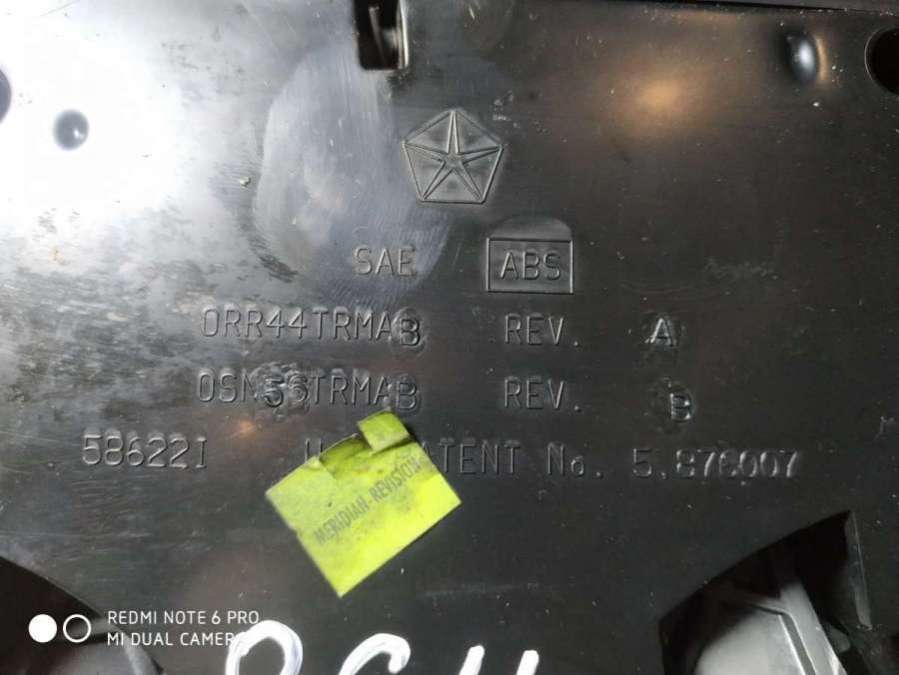 SAE ABS
0RR44TRMAB REV. A
0SN56TRMAB REV. B
586221 ATENT No. 5,876007
MERIDIAN-REVISION
REDMI NOTE 6 PRO
MI DUAL CAMERA